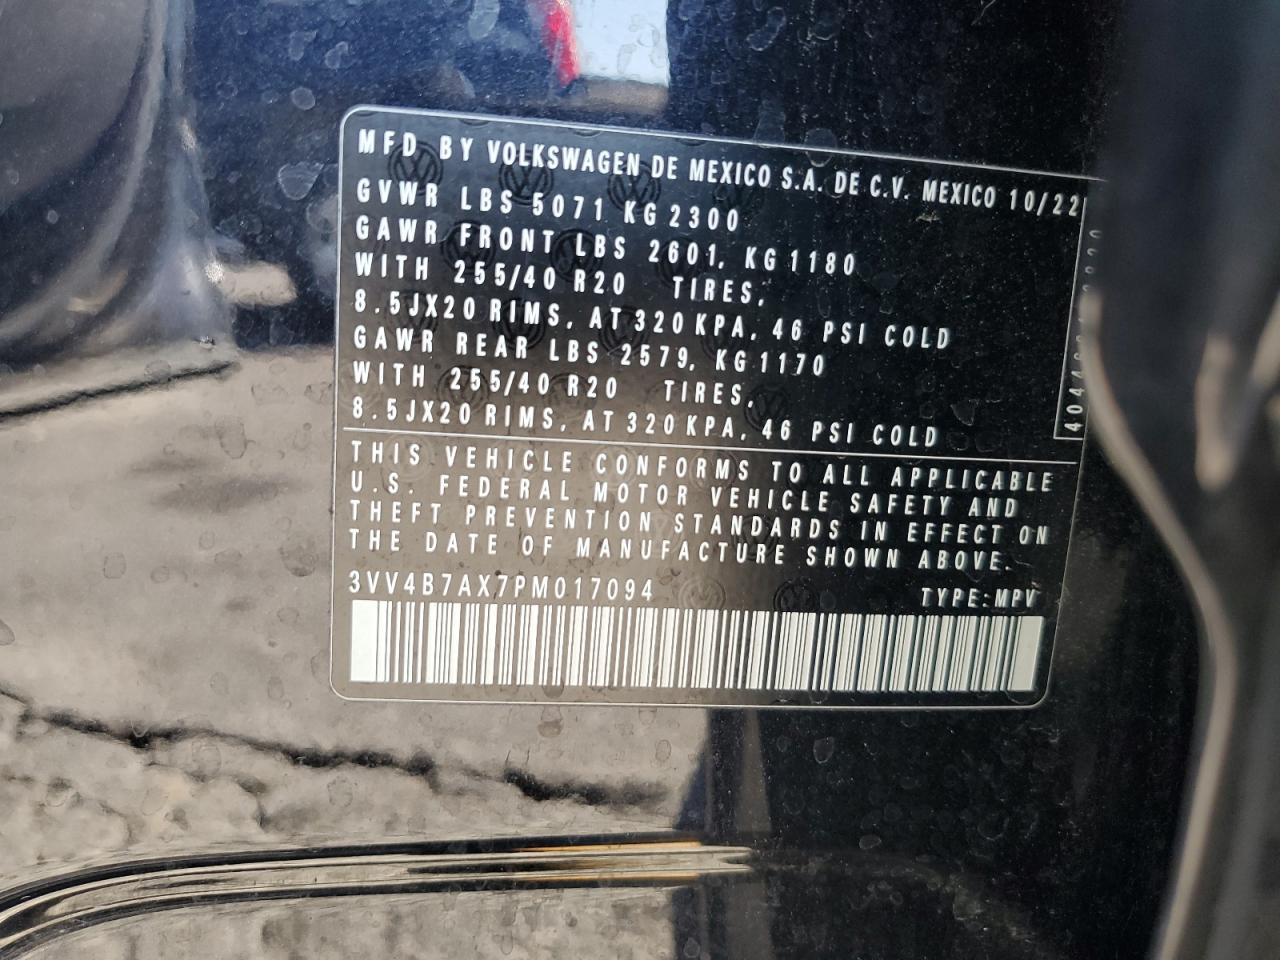 MFD BY VOLKSWAGEN DE MEXICO S.A. DE C.V. MEXICO 10/22
GVWR LBS 5071 KG 2300
GAWR FRONT LBS 2601, KG 1180
WITH 255/40 R20 TIRES,
8.5JX20 RIMS, AT 320 KPA, 46 PSI COLD
GAWR REAR LBS 2579, KG 1170
WITH 255/40 R20 TIRES,
8.5JX20 RIMS, AT 320 KPA, 46 PSI COLD
THIS VEHICLE CONFORMS TO ALL APPLICABLE
U.S. FEDERAL MOTOR VEHICLE SAFETY AND
THEFT PREVENTION STANDARDS IN EFFECT ON
THE DATE OF MANUFACTURE SHOWN ABOVE.
3VV4B7AX7PM017094 TYPE:MPV